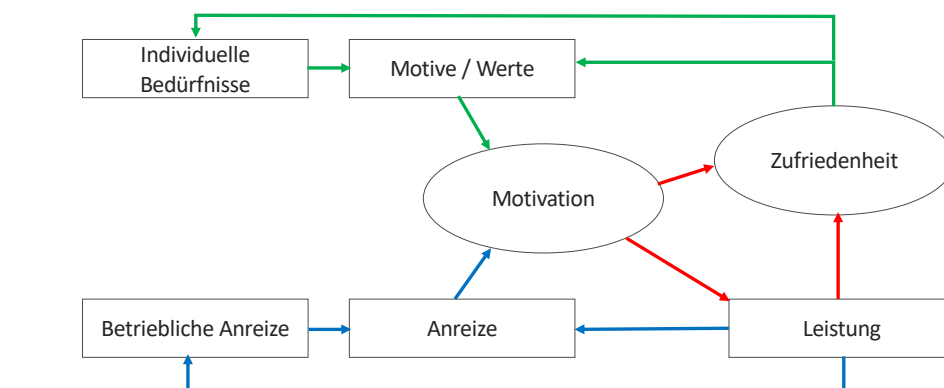 Individuelle
Bedürfnisse
Motive / Werte
Zufriedenheit
Motivation
Betriebliche Anreize
Anreize
Leistung